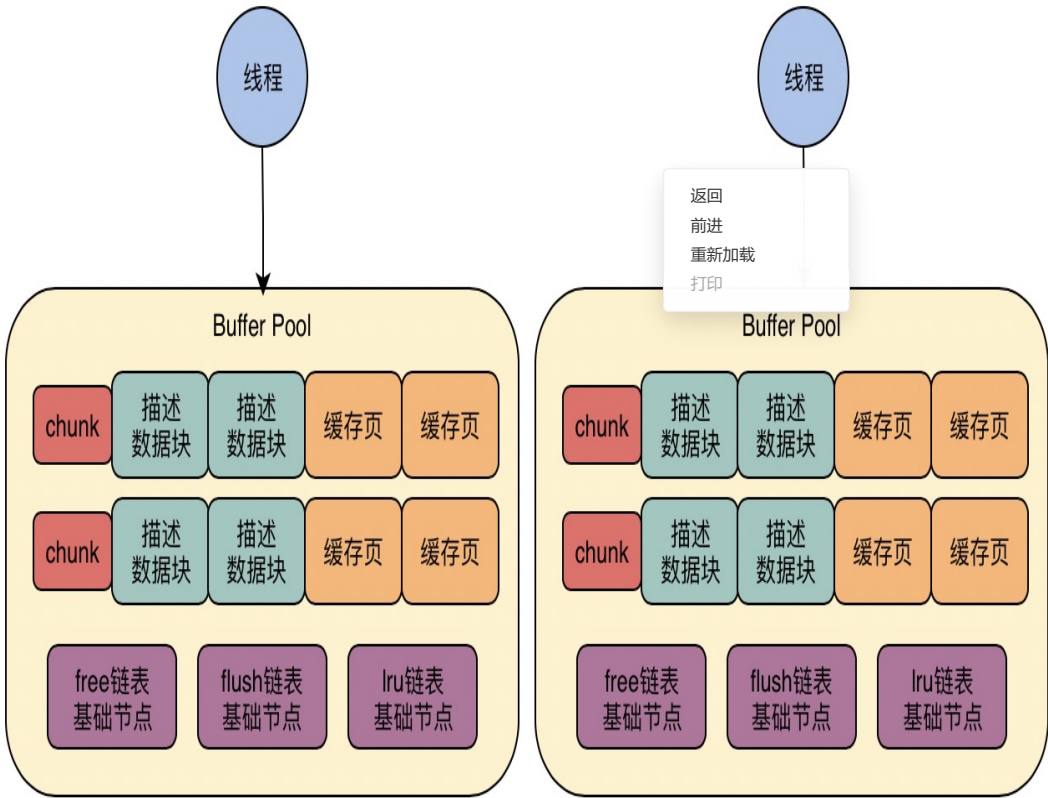 线程
线程
返回
前进
重新加载
打印
Buffer Pool
Buffer Pool
chunk
描述
数据块
描述
数据块
缓存页
缓存页
chunk
描述
数据块
描述
数据块
缓存页
缓存页
chunk
描述
数据块
描述
数据块
缓存页
缓存页
chunk
描述
数据块
描述
数据块
缓存页
缓存页
free链表
基础节点
flush链表
基础节点
lru链表
基础节点
free链表
基础节点
flush链表
基础节点
lru链表
基础节点